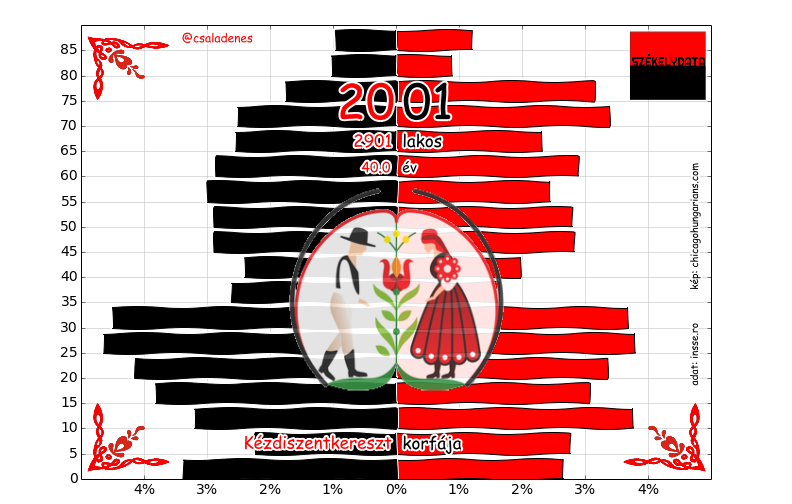 @csaladenes
SZÉKELYDATA
2001
2901 lakos
40.0 év
kép: chicagohungarians.com
adat: insse.ro
Kézdiszentkereszt korfája
85
80
75
70
65
60
55
50
45
40
35
30
25
20
15
10
5
0
4% 3% 2% 1% 0% 1% 2% 3% 4%